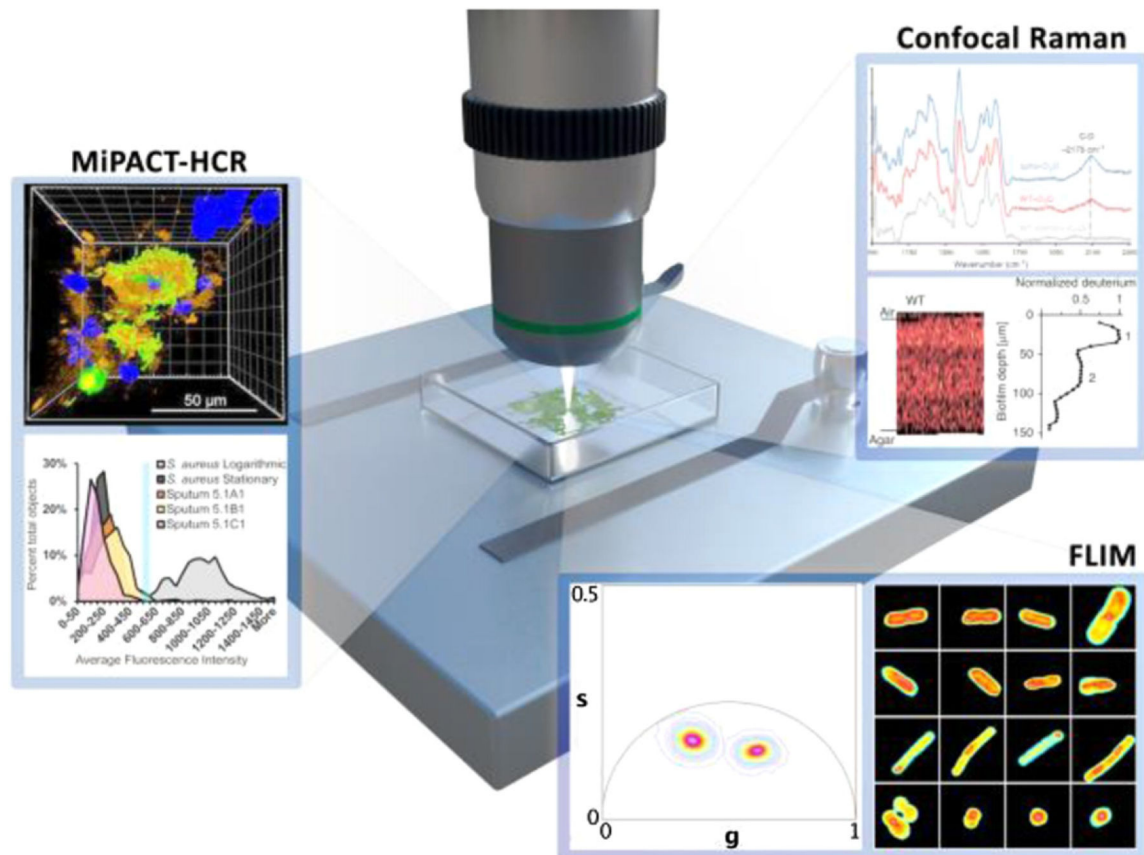 Confocal Raman
C-D
~2175 cm⁻¹
WT+D₂O
Wavenumber (cm⁻¹)
Normalized deuterium
WT
0.5 1
Air
0
50
100
150
1
2
Biofilm depth [µm]
Agar
MiPACT-HCR
50 µm
30%
20%
10%
0%
Percent total objects
S. aureus Logarithmic
S. aureus Stationary
Sputum 5.1A1
Sputum 5.1B1
Sputum 5.1C1
0-50
200-250
400-450
600-650
800-850
1000-1050
1200-1250
1400-1450
More
Average Fluorescence Intensity
FLIM
0.5
s
0
0
g
1